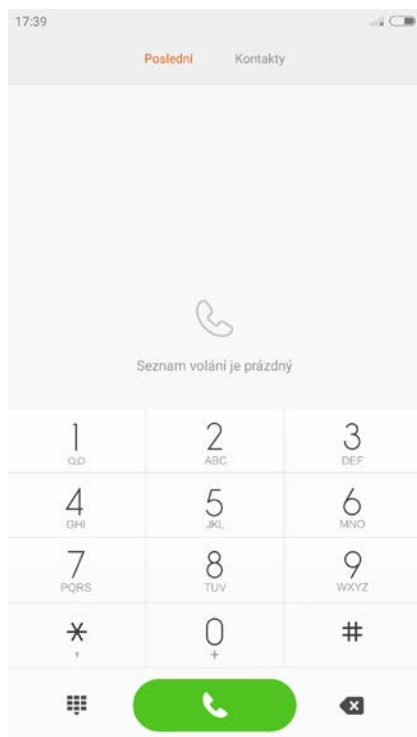 17:39
Poslední Kontakty
Seznam volání je prázdný
1 2 3
ABC DEF
4 5 6
GHI JKL MNO
7 8 9
PQRS TUV WXYZ
* 0 #
, +